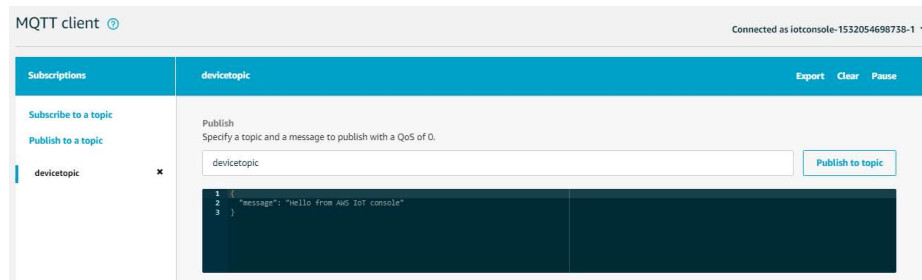 MQTT client ?
Connected as iotconsole-1532054698738-1
Subscriptions
devicetopic
Export Clear Pause
Subscribe to a topic
Publish to a topic
devicetopic ×
Publish
Specify a topic and a message to publish with a QoS of 0.
devicetopic
Publish to topic
1 {
2 "message": "Hello from AWS IoT console"
3 }